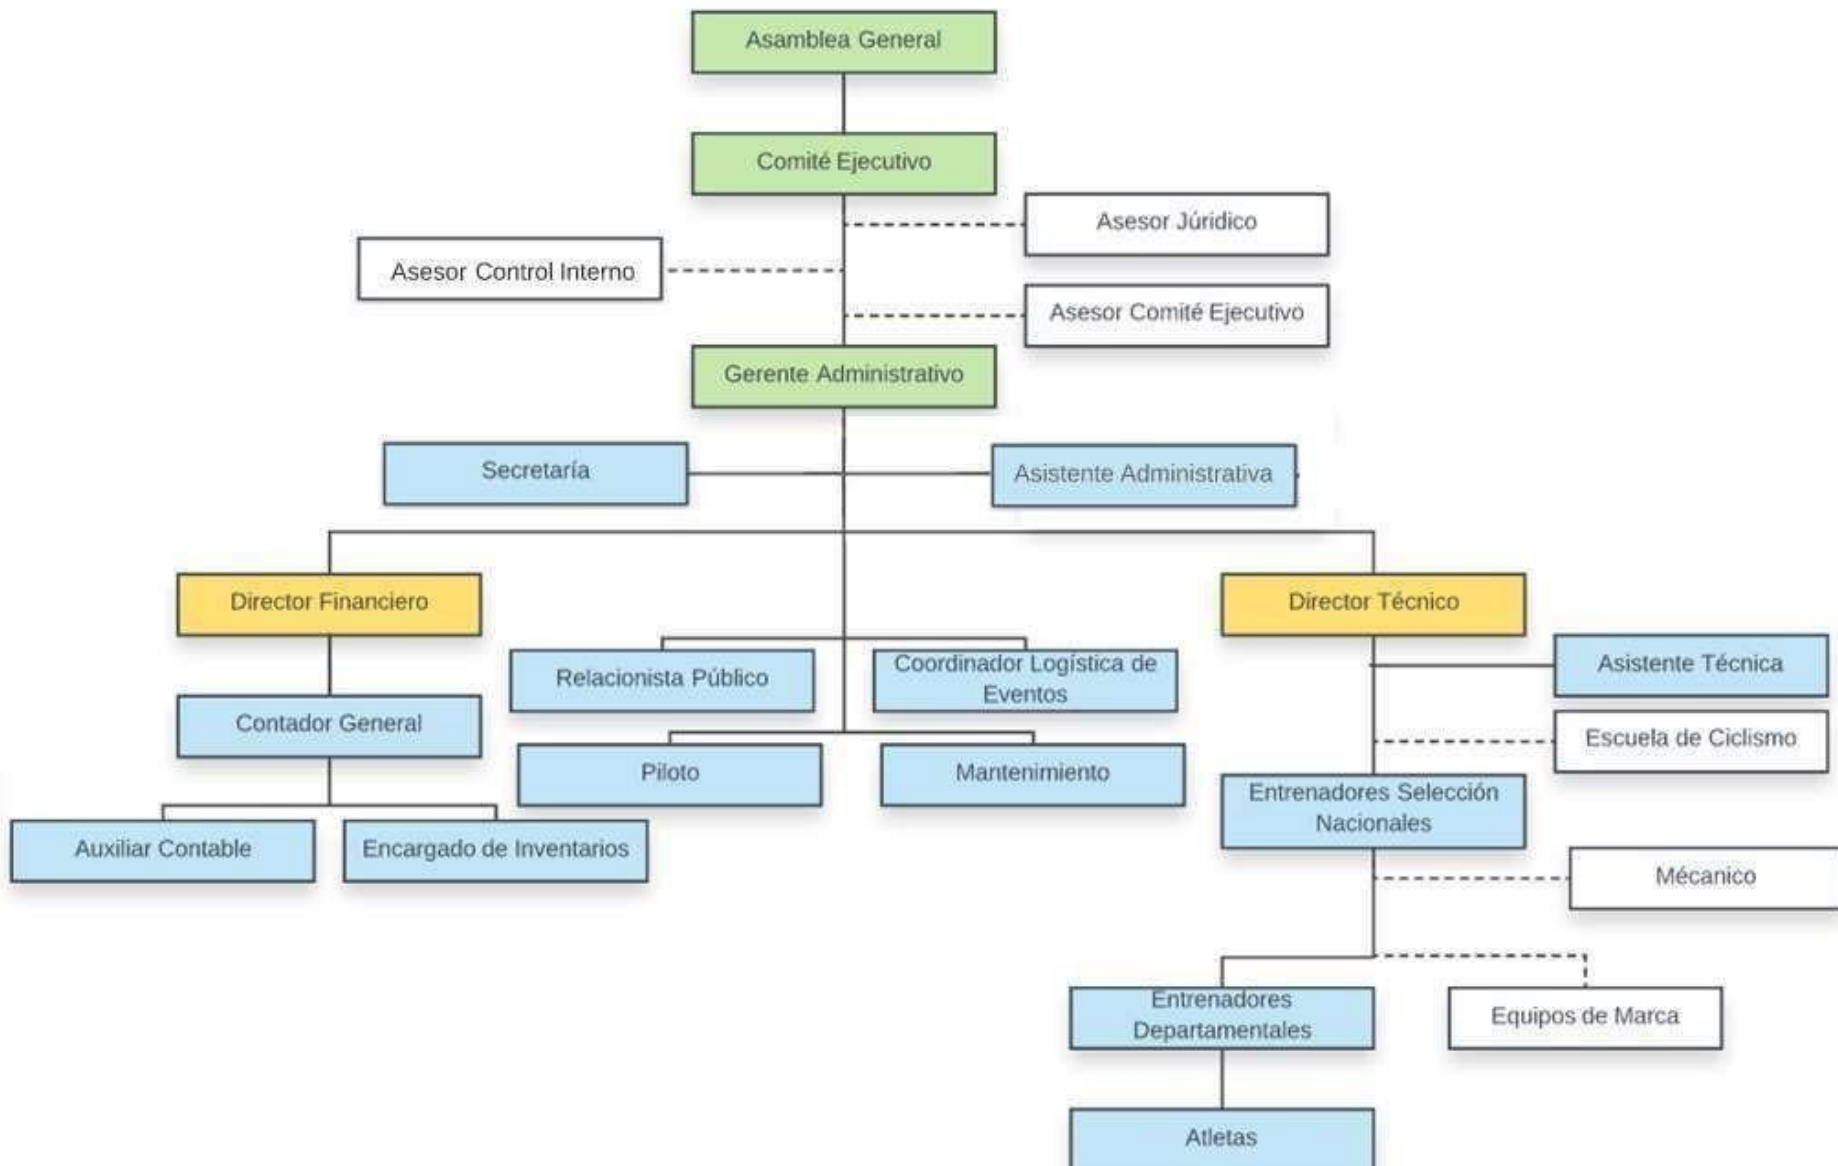 Asamblea General
Comité Ejecutivo
Asesor Júridico
Asesor Control Interno
Asesor Comité Ejecutivo
Gerente Administrativo
Secretaría
Asistente Administrativa
Director Financiero
Director Técnico
Relacionista Público
Coordinador Logística de
Eventos
Asistente Técnica
Contador General
Escuela de Ciclismo
Piloto
Mantenimiento
Entrenadores Selección
Nacionales
Auxiliar Contable
Encargado de Inventarios
Mécanico
Entrenadores
Departamentales
Equipos de Marca
Atletas